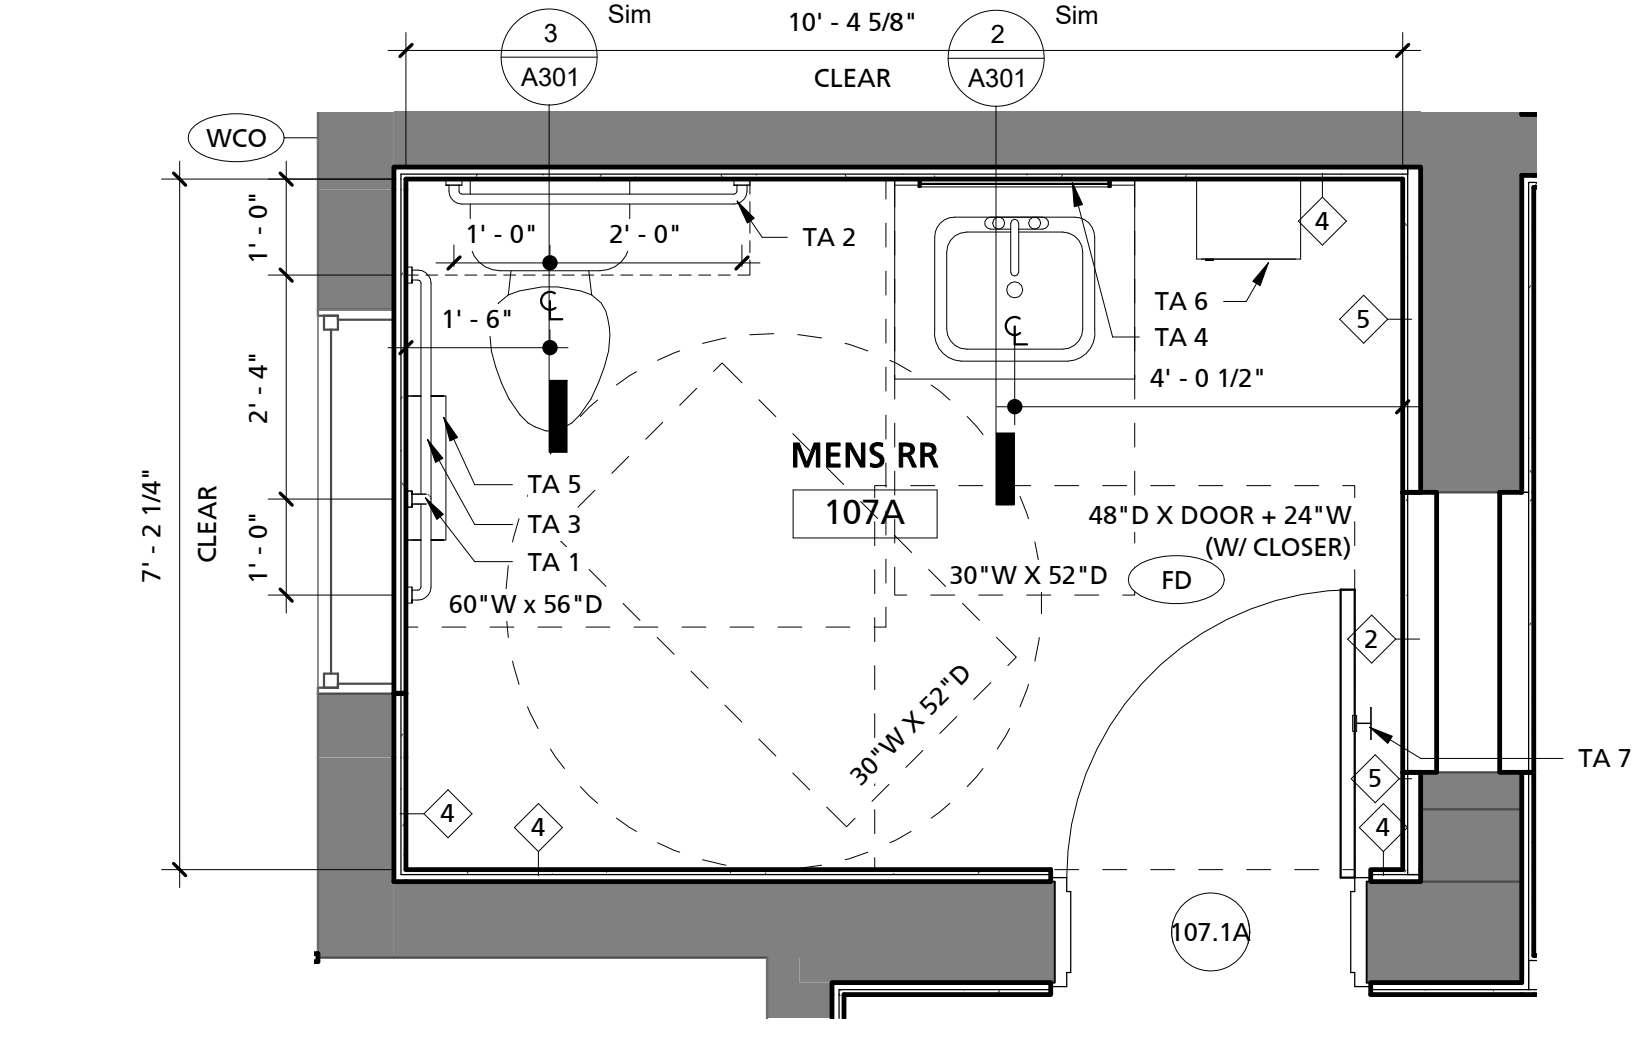 3
A301
Sim
10' - 4 5/8"
CLEAR
2
A301
Sim
WCO
1' - 0"
2' - 4"
1' - 0"
7' - 2 1/4"
CLEAR
1' - 0"
2' - 0"
TA 2
CL
1' - 6"
CL
TA 6
TA 4
4' - 0 1/2"
4
5
MENS RR
107A
TA 5
TA 3
TA 1
60"W x 56"D
48"D X DOOR + 24"W
(W/ CLOSER)
30"W X 52"D
FD
30"W X 52"D
2
TA 7
5
4
4
4
107.1A